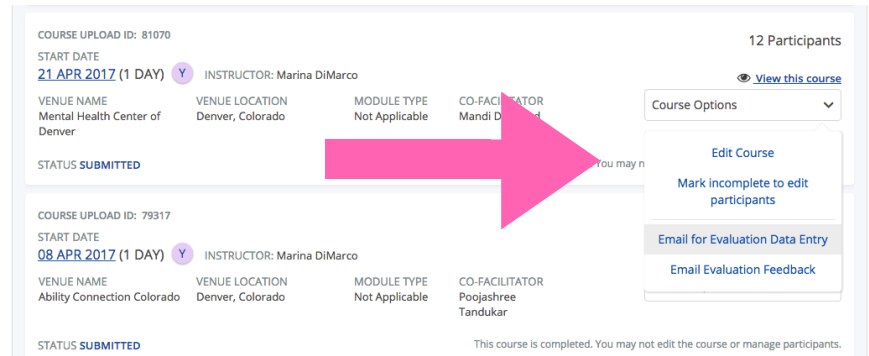 COURSE UPLOAD ID: 81070
12 Participants
START DATE
21 APR 2017 (1 DAY) Y INSTRUCTOR: Marina DiMarco
View this course
VENUE NAME VENUE LOCATION MODULE TYPE CO-FACILITATOR
Course Options
Mental Health Center of Denver, Colorado Not Applicable Mandi
Denver
Edit Course
STATUS SUBMITTED
You may
Mark incomplete to edit
participants
COURSE UPLOAD ID: 79317
START DATE
Email for Evaluation Data Entry
08 APR 2017 (1 DAY) Y INSTRUCTOR: Marina DiMarco
Email Evaluation Feedback
VENUE NAME VENUE LOCATION MODULE TYPE CO-FACILITATOR
Ability Connection Colorado Denver, Colorado Not Applicable Poojashree
Tandukar
STATUS SUBMITTED
This course is completed. You may not edit the course or manage participants.